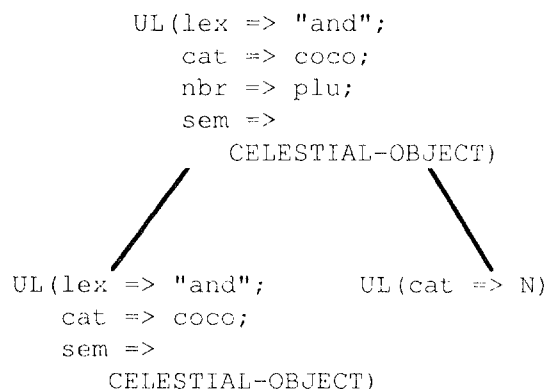 UL(lex => "and";
cat => coco;
nbr => plu;
sem =>
CELESTIAL-OBJECT)
UL(lex => "and";
cat => coco;
sem =>
CELESTIAL-OBJECT)
UL(cat => N)